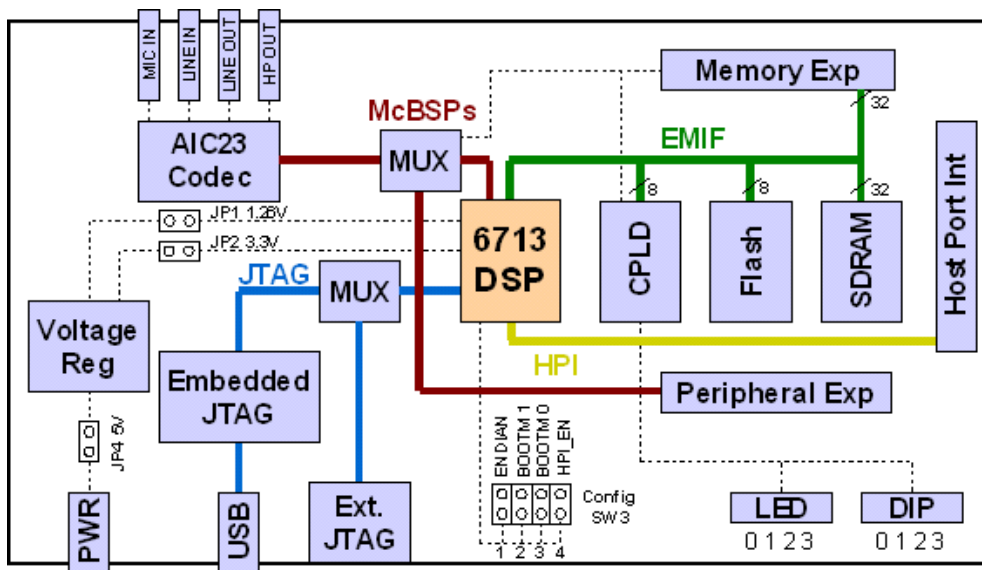 MIC IN
LINE IN
LINE OUT
HP OUT
Memory Exp
32
McBSPs
AIC23
Codec
MUX
EMIF
8
8
32
Host Port Int
JP1 1.26V
JP2 3.3V
6713
DSP
CPLD
Flash
SDRAM
JTAG
MUX
Voltage
Reg
HPI
Embedded
JTAG
Peripheral Exp
JP4 5V
ENDIAN
BOOTM 1
BOOTM 0
HPI_EN
Config
SW3
1 2 3 4
PWR
USB
Ext.
JTAG
LED
0 1 2 3
DIP
0 1 2 3